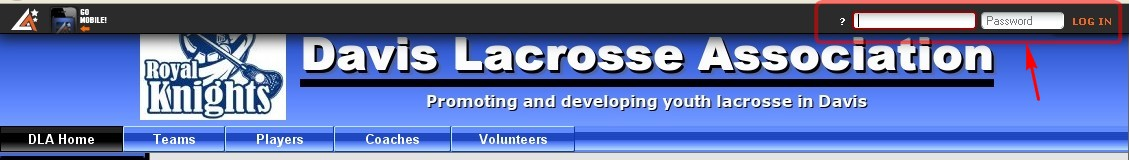 GO
MOBILE!
? Password LOG IN
Royal
Knights
Davis Lacrosse Association
Promoting and developing youth lacrosse in Davis
DLA Home Teams Players Coaches Volunteers